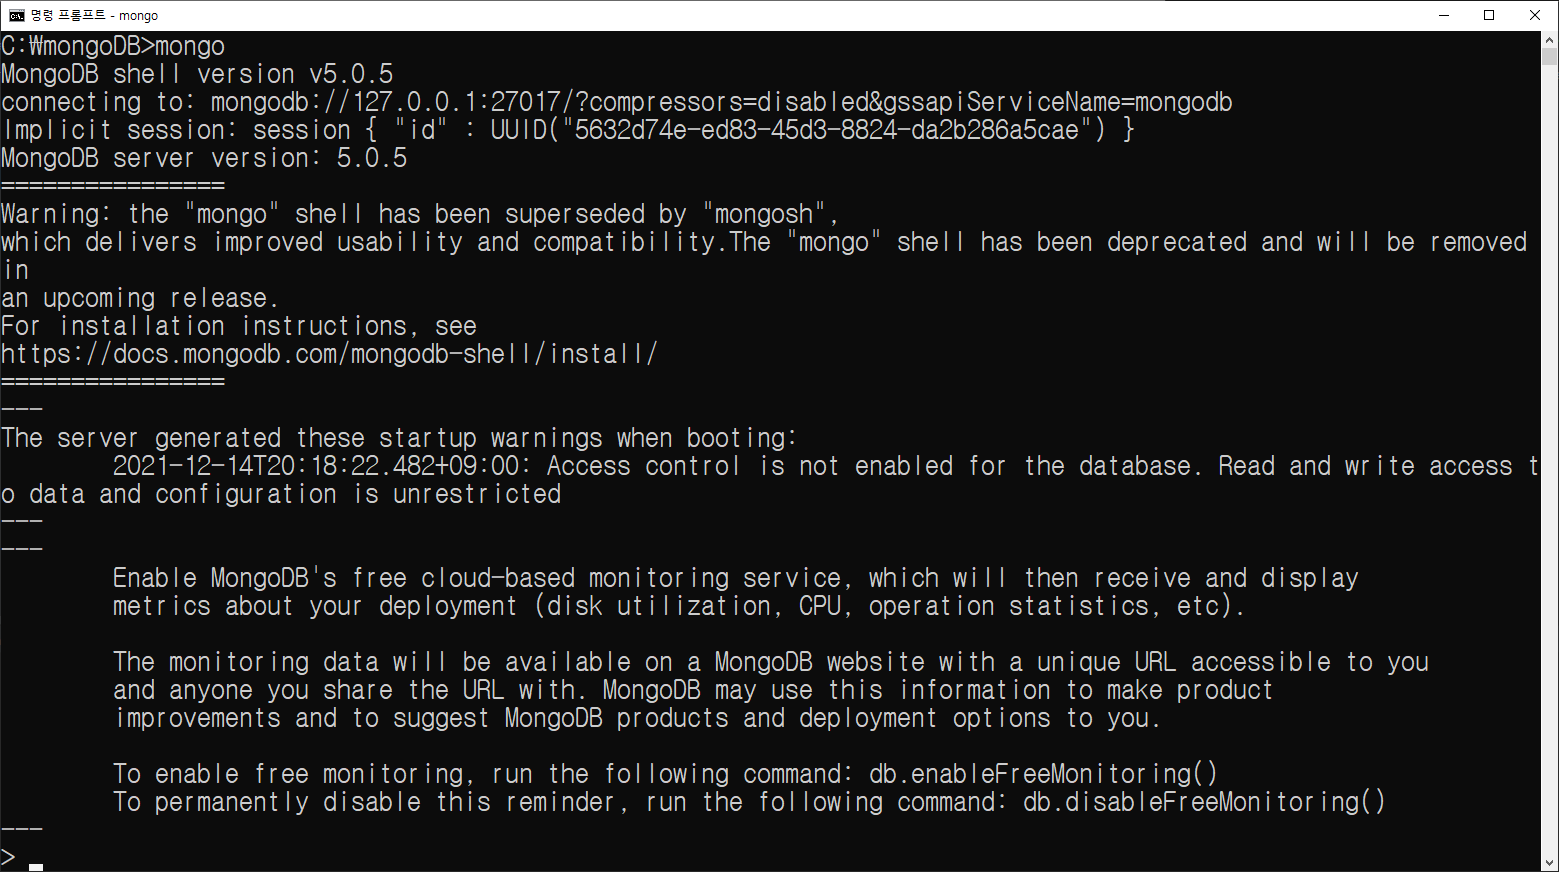 명령 프롬프트 - mongo
C:₩mongoDB>mongo
MongoDB shell version v5.0.5
connecting to: mongodb://127.0.0.1:27017/?compressors=disabled&gssapiServiceName=mongodb
Implicit session: session { "id" : UUID("5632d74e-ed83-45d3-8824-da2b286a5cae") }
MongoDB server version: 5.0.5
================
Warning: the "mongo" shell has been superseded by "mongosh",
which delivers improved usability and compatibility.The "mongo" shell has been deprecated and will be removed
in
an upcoming release.
For installation instructions, see
https://docs.mongodb.com/mongodb-shell/install/
================
---
The server generated these startup warnings when booting:
        2021-12-14T20:18:22.482+09:00: Access control is not enabled for the database. Read and write access t
o data and configuration is unrestricted
---
---
        Enable MongoDB's free cloud-based monitoring service, which will then receive and display
        metrics about your deployment (disk utilization, CPU, operation statistics, etc).

        The monitoring data will be available on a MongoDB website with a unique URL accessible to you
        and anyone you share the URL with. MongoDB may use this information to make product
        improvements and to suggest MongoDB products and deployment options to you.

        To enable free monitoring, run the following command: db.enableFreeMonitoring()
        To permanently disable this reminder, run the following command: db.disableFreeMonitoring()
---
>